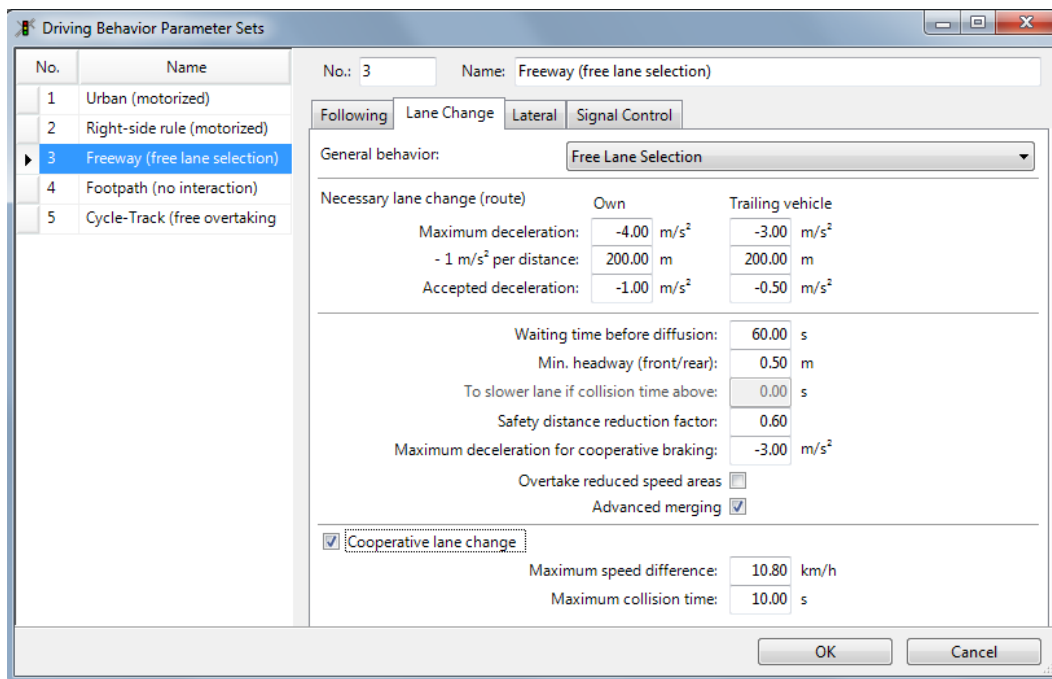 Driving Behavior Parameter Sets
No. Name
1 Urban (motorized)
2 Right-side rule (motorized)
3 Freeway (free lane selection)
4 Footpath (no interaction)
5 Cycle-Track (free overtaking
No.: 3 Name: Freeway (free lane selection)
Following Lane Change Lateral Signal Control
General behavior: Free Lane Selection
Necessary lane change (route) Own Trailing vehicle
Maximum deceleration: -4.00 m/s² -3.00 m/s²
- 1 m/s² per distance: 200.00 m 200.00 m
Accepted deceleration: -1.00 m/s² -0.50 m/s²
Waiting time before diffusion: 60.00 s
Min. headway (front/rear): 0.50 m
To slower lane if collision time above: 0.00 s
Safety distance reduction factor: 0.60
Maximum deceleration for cooperative braking: -3.00 m/s²
Overtake reduced speed areas
Advanced merging
Cooperative lane change
Maximum speed difference: 10.80 km/h
Maximum collision time: 10.00 s
OK Cancel